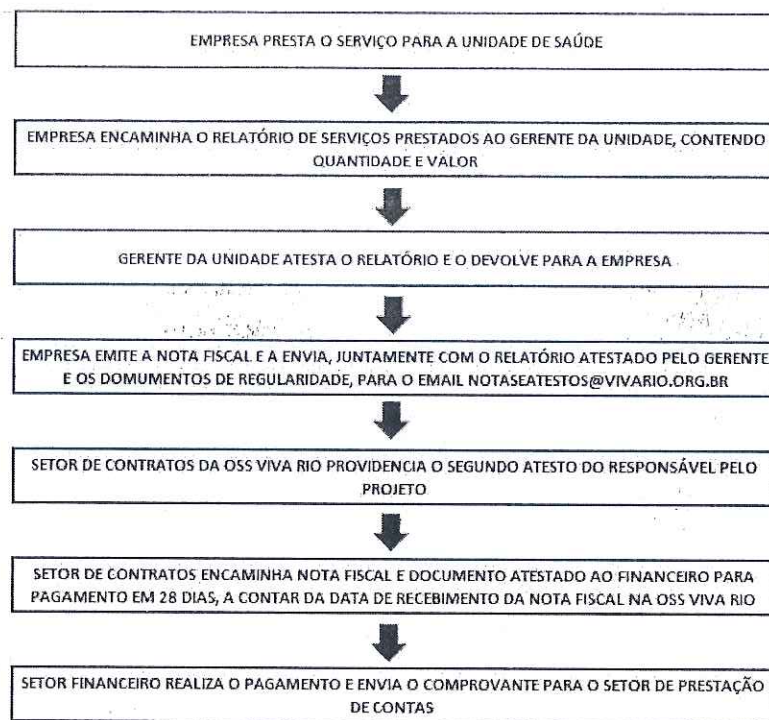 EMPRESA PRESTA O SERVIÇO PARA A UNIDADE DE SAÚDE
EMPRESA ENCAMINHA O RELATÓRIO DE SERVIÇOS PRESTADOS AO GERENTE DA UNIDADE, CONTENDO
QUANTIDADE E VALOR
GERENTE DA UNIDADE ATESTA O RELATÓRIO E O DEVOLVE PARA A EMPRESA
EMPRESA EMITE A NOTA FISCAL E A ENVIA, JUNTAMENTE COM O RELATÓRIO ATESTADO PELO GERENTE
E OS DOMUMENTOS DE REGULARIDADE, PARA O EMAIL NOTASEATESTOS@VIVARIO.ORG.BR
SETOR DE CONTRATOS DA OSS VIVA RIO PROVIDENCIA O SEGUNDO ATESTO DO RESPONSÁVEL PELO
PROJETO
SETOR DE CONTRATOS ENCAMINHA NOTA FISCAL E DOCUMENTO ATESTADO AO FINANCEIRO PARA
PAGAMENTO EM 28 DIAS, A CONTAR DA DATA DE RECEBIMENTO DA NOTA FISCAL NA OSS VIVA RIO
SETOR FINANCEIRO REALIZA O PAGAMENTO E ENVIA O COMPROVANTE PARA O SETOR DE PRESTAÇÃO
DE CONTAS